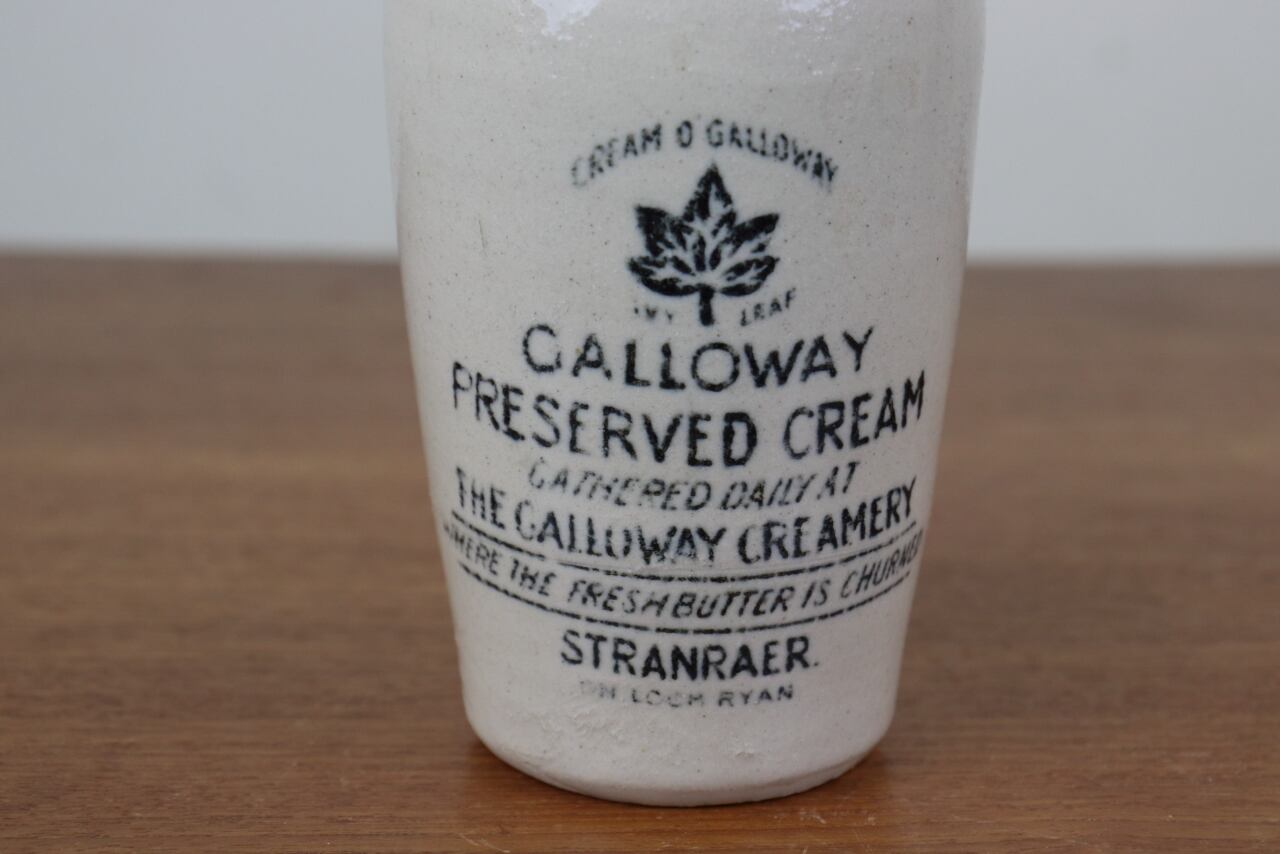 CREAM O' GALLOWAY
IVY LEAF
GALLOWAY
PRESERVED CREAM
GATHERED DAILY AT
THE GALLOWAY CREAMERY
WHERE THE FRESH BUTTER IS CHURNED
STRANRAER.
ON LOCH RYAN